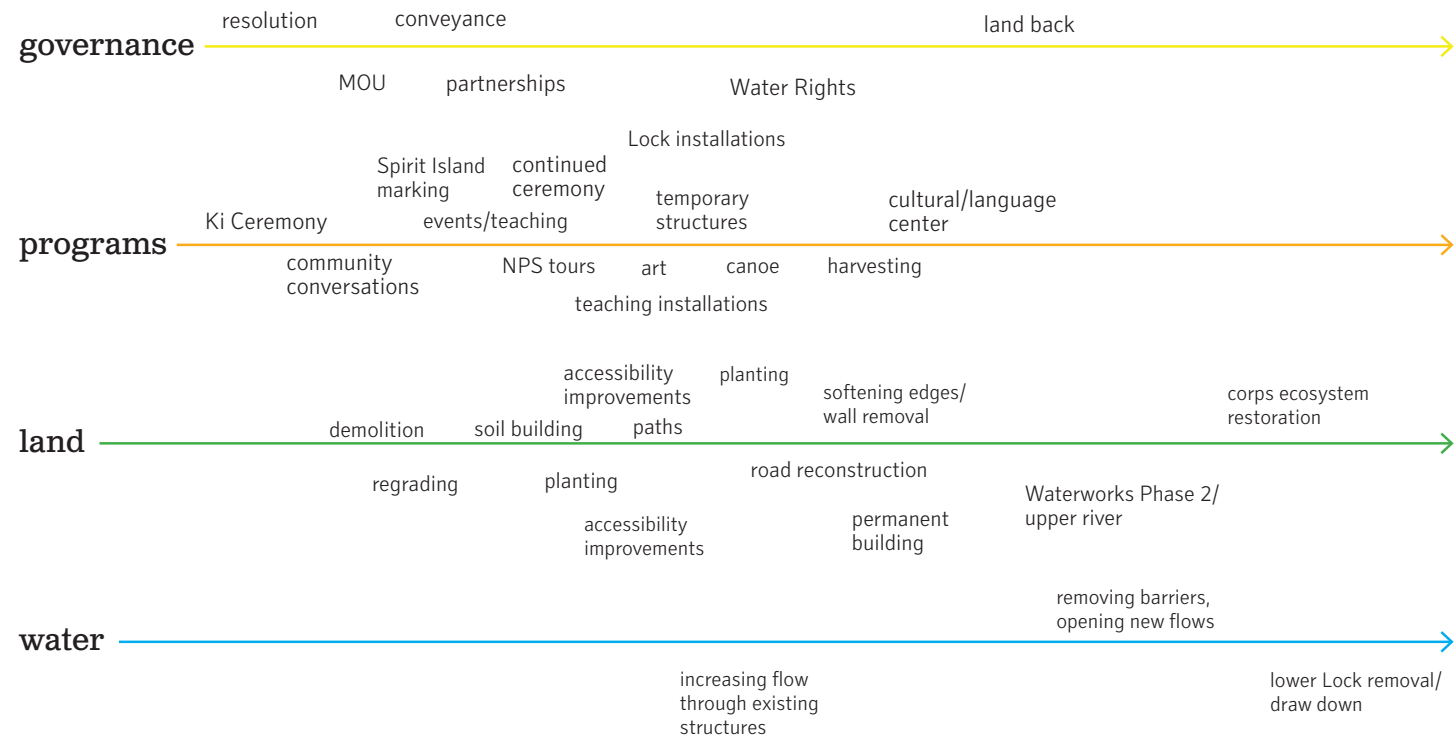 resolution
conveyance
land back
governance
MOU
partnerships
Water Rights
Lock installations
Spirit Island
marking
continued
ceremony
temporary
structures
cultural/language
center
Ki Ceremony
events/teaching
programs
community
conversations
NPS tours
art
canoe
harvesting
teaching installations
accessibility
improvements
planting
softening edges/
wall removal
corps ecosystem
restoration
demolition
soil building
paths
land
regrading
planting
road reconstruction
Waterworks Phase 2/
upper river
accessibility
improvements
permanent
building
removing barriers,
opening new flows
water
increasing flow
through existing
structures
lower Lock removal/
draw down